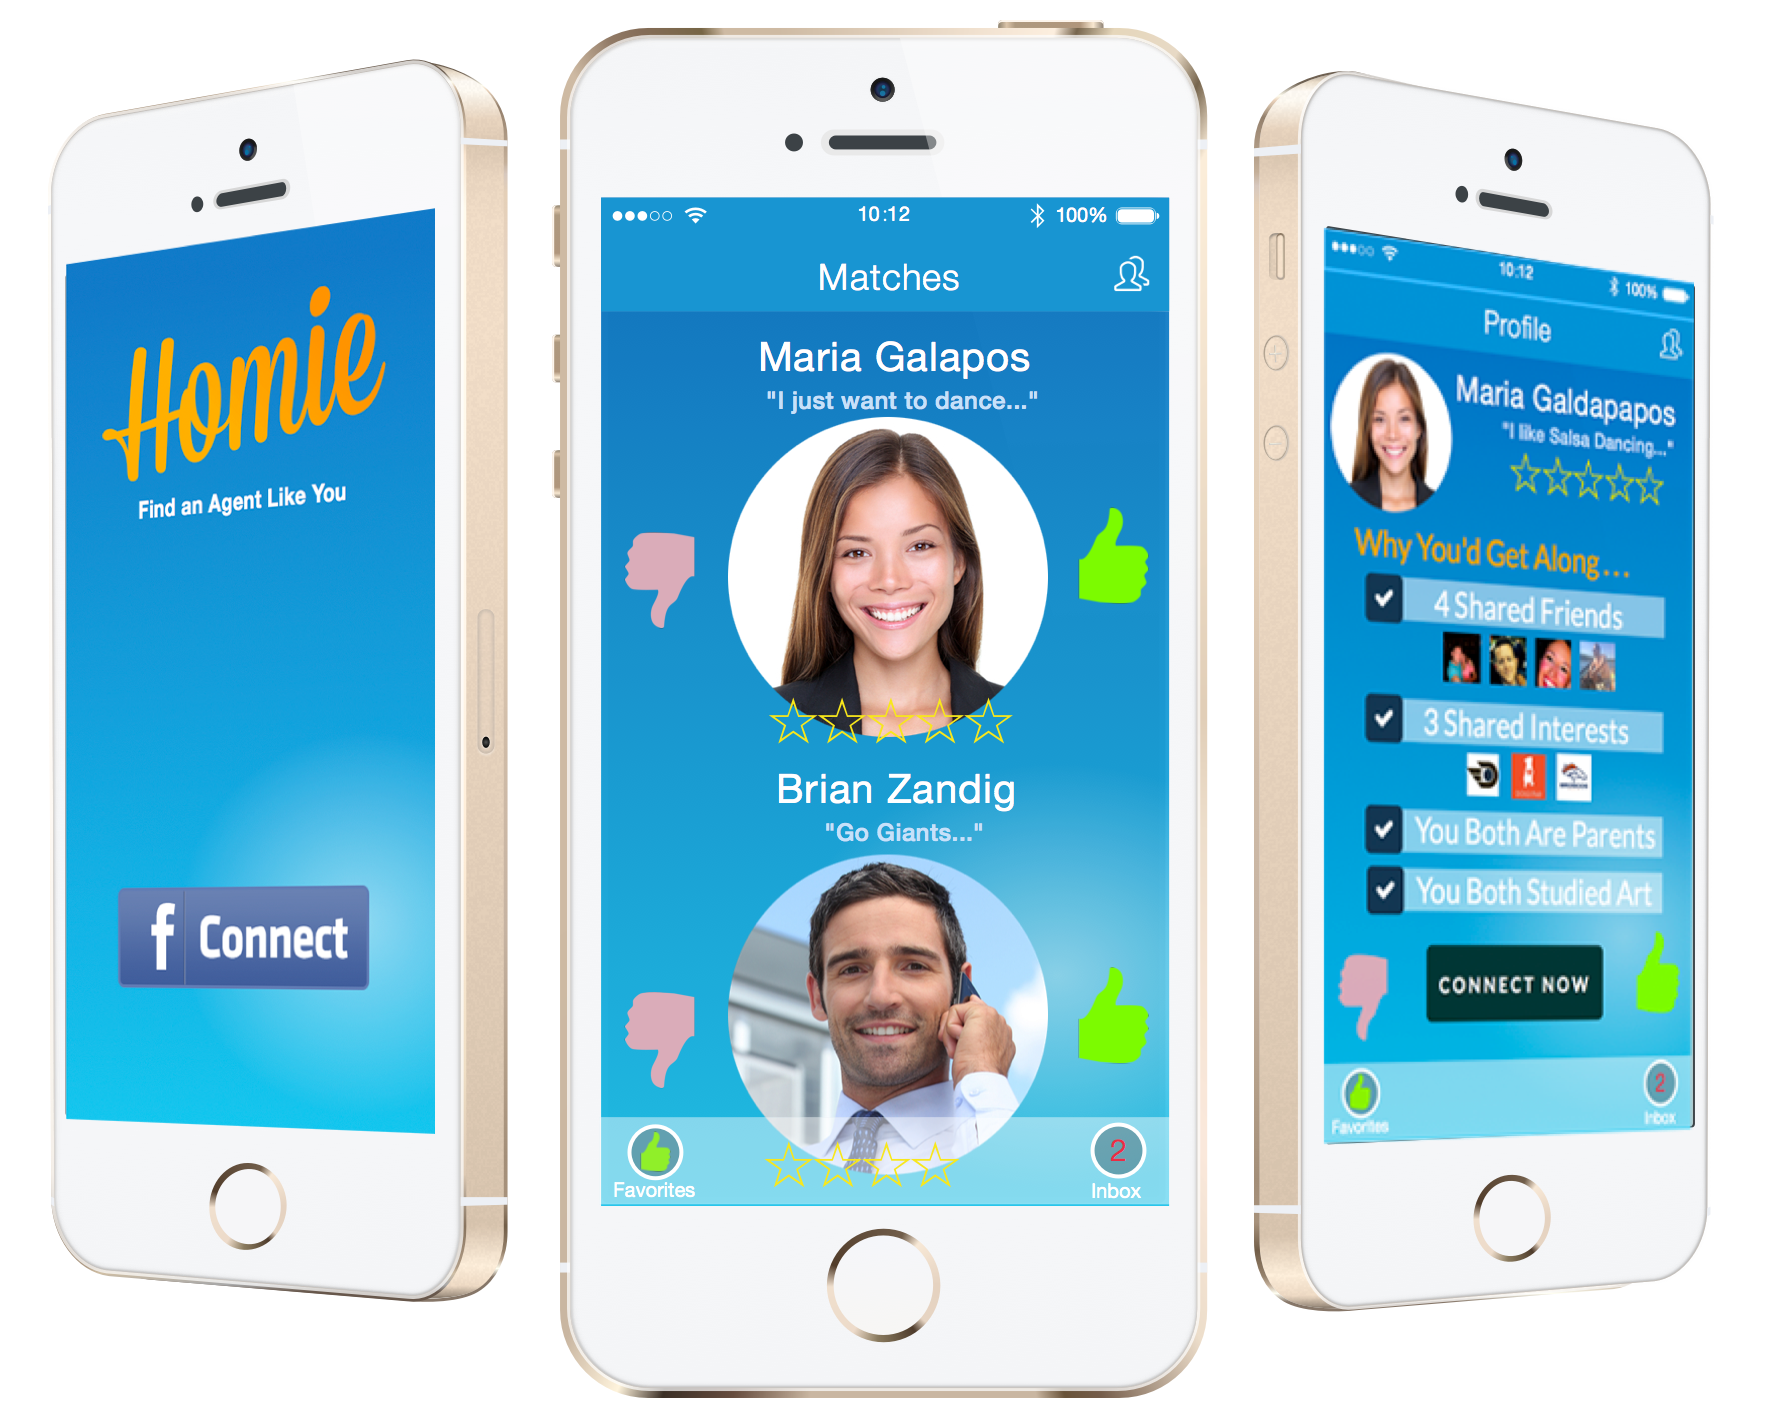 Homie
Find an Agent Like You
f Connect
10:12
100%
Matches
Maria Galapos
"I just want to dance..."
Brian Zandig
"Go Giants..."
Favorites
2
Inbox
10:12
100%
Profile
Maria Galdapapos
"I like Salsa Dancing..."
Why You'd Get Along...
4 Shared Friends
3 Shared Interests
You Both Are Parents
You Both Studied Art
CONNECT NOW
Favorites
2
Inbox